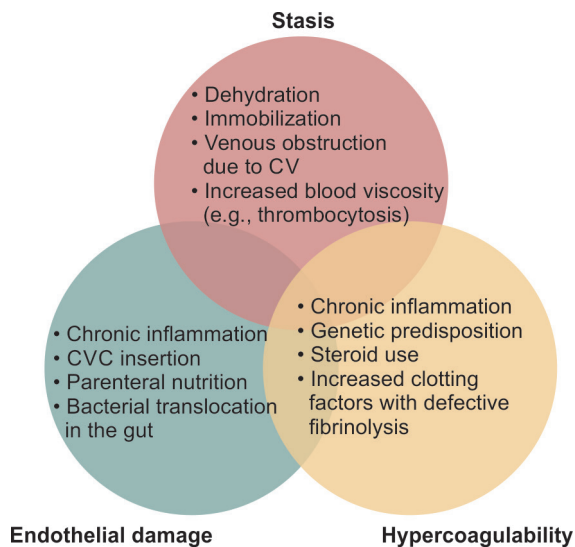 Stasis
• Dehydration
• Immobilization
• Venous obstruction
due to CV
• Increased blood viscosity
(e.g., thrombocytosis)
• Chronic inflammation
• CVC insertion
• Parenteral nutrition
• Bacterial translocation
in the gut
• Chronic inflammation
• Genetic predisposition
• Steroid use
• Increased clotting
factors with defective
fibrinolysis
Endothelial damage
Hypercoagulability